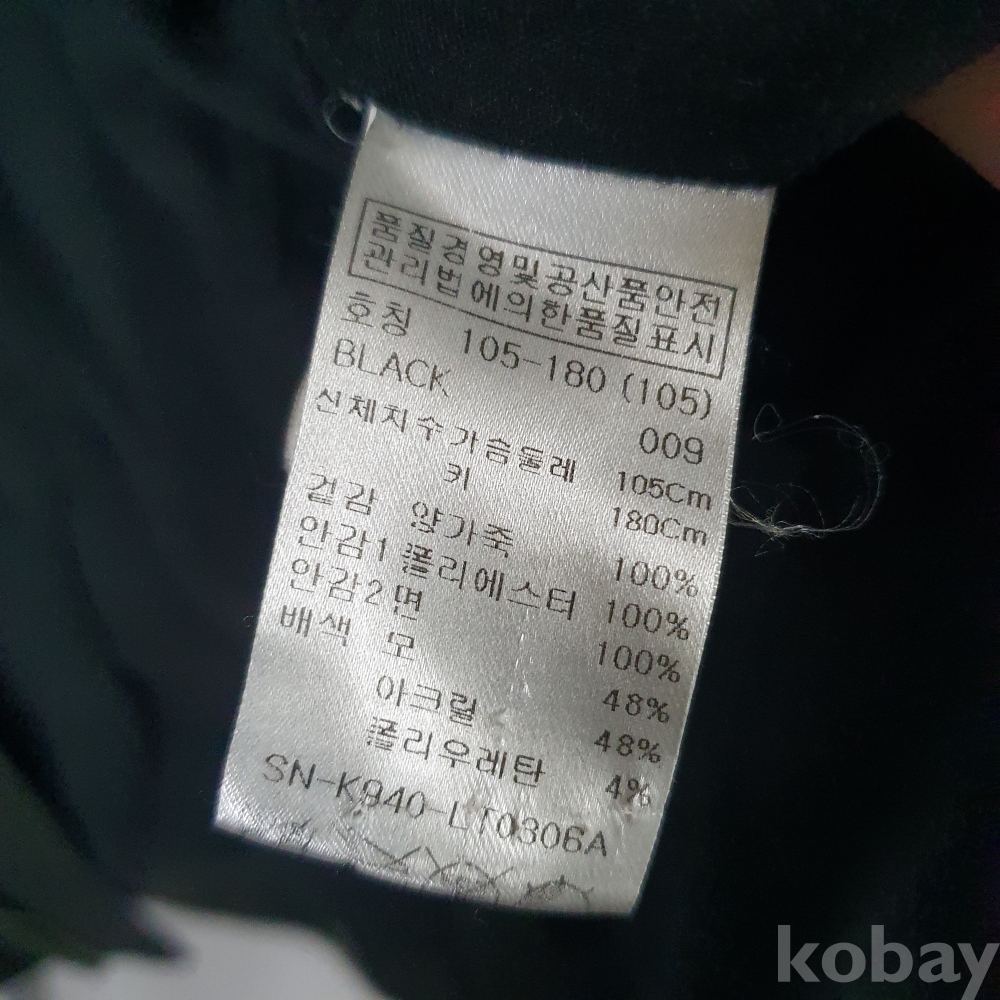 품질경영및공산품안전
관리법에의한품질표시
호칭 105-180 (105)
BLACK 009
신체치수가슴둘레 105Cm
키 180Cm
겉감 양가죽 100%
안감1 폴리에스터 100%
안감2 면 100%
배색 모 48%
아크릴 48%
폴리우레탄 4%
SN-K940-LT0306A
kobay